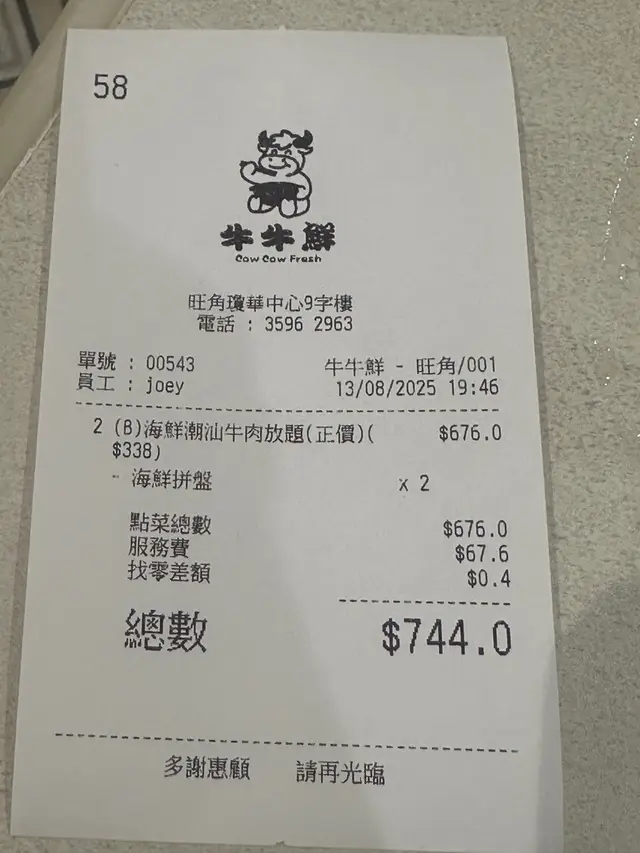 58
牛牛鮮
Cow Cow Fresh
旺角瓊華中心9字樓
電話 : 3596 2963
單號 : 00543 牛牛鮮 - 旺角/001
員工 : joey 13/08/2025 19:46
2 (B)海鮮潮汕牛肉放題(正價)( $676.0
$338)
- 海鮮拼盤 x 2
點菜總數 $676.0
服務費 $67.6
找零差額 $0.4
總數 $744.0
多謝惠顧 請再光臨